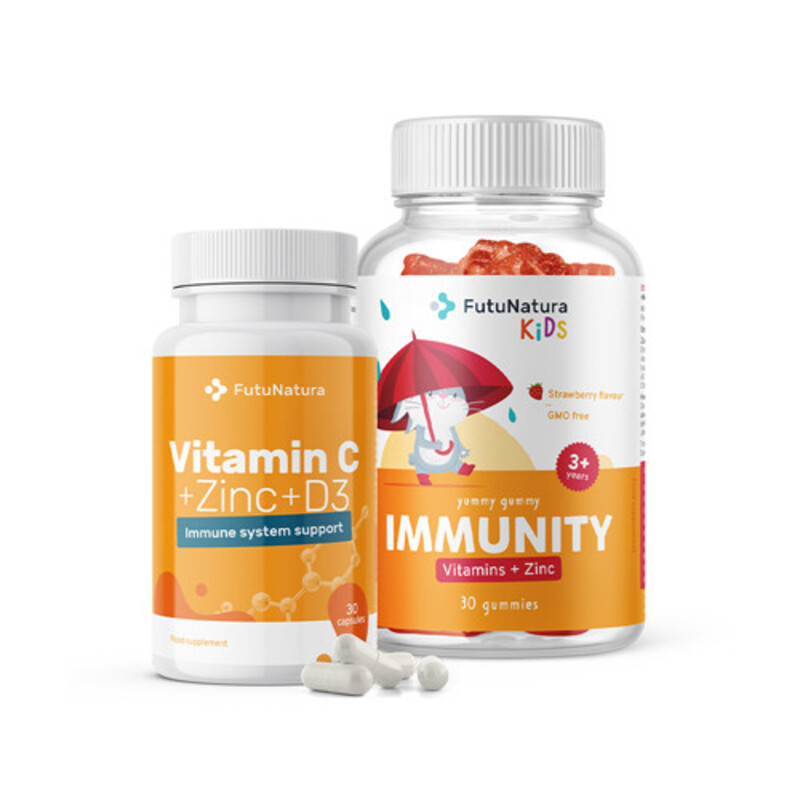 FutuNatura
Vitamin C
+Zinc+D3
Immune system support
30
capsules
Food supplement
FutuNatura
KiDS
Strawberry flavour
GMO free
3+
years
yummy gummy
IMMUNITY
Vitamins + Zinc
30 gummies